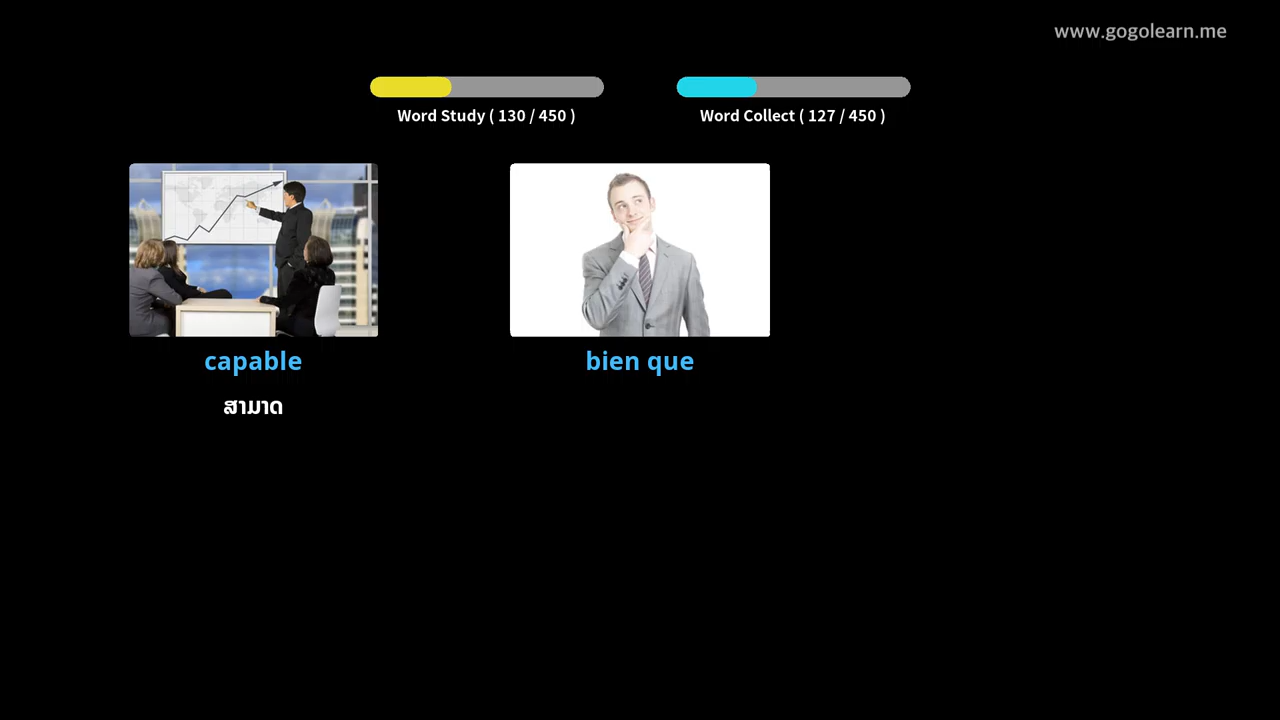 www.gogolearn.me
Word Study ( 130 / 450 )
Word Collect ( 127 / 450 )
capable
ສາມາດ
bien que